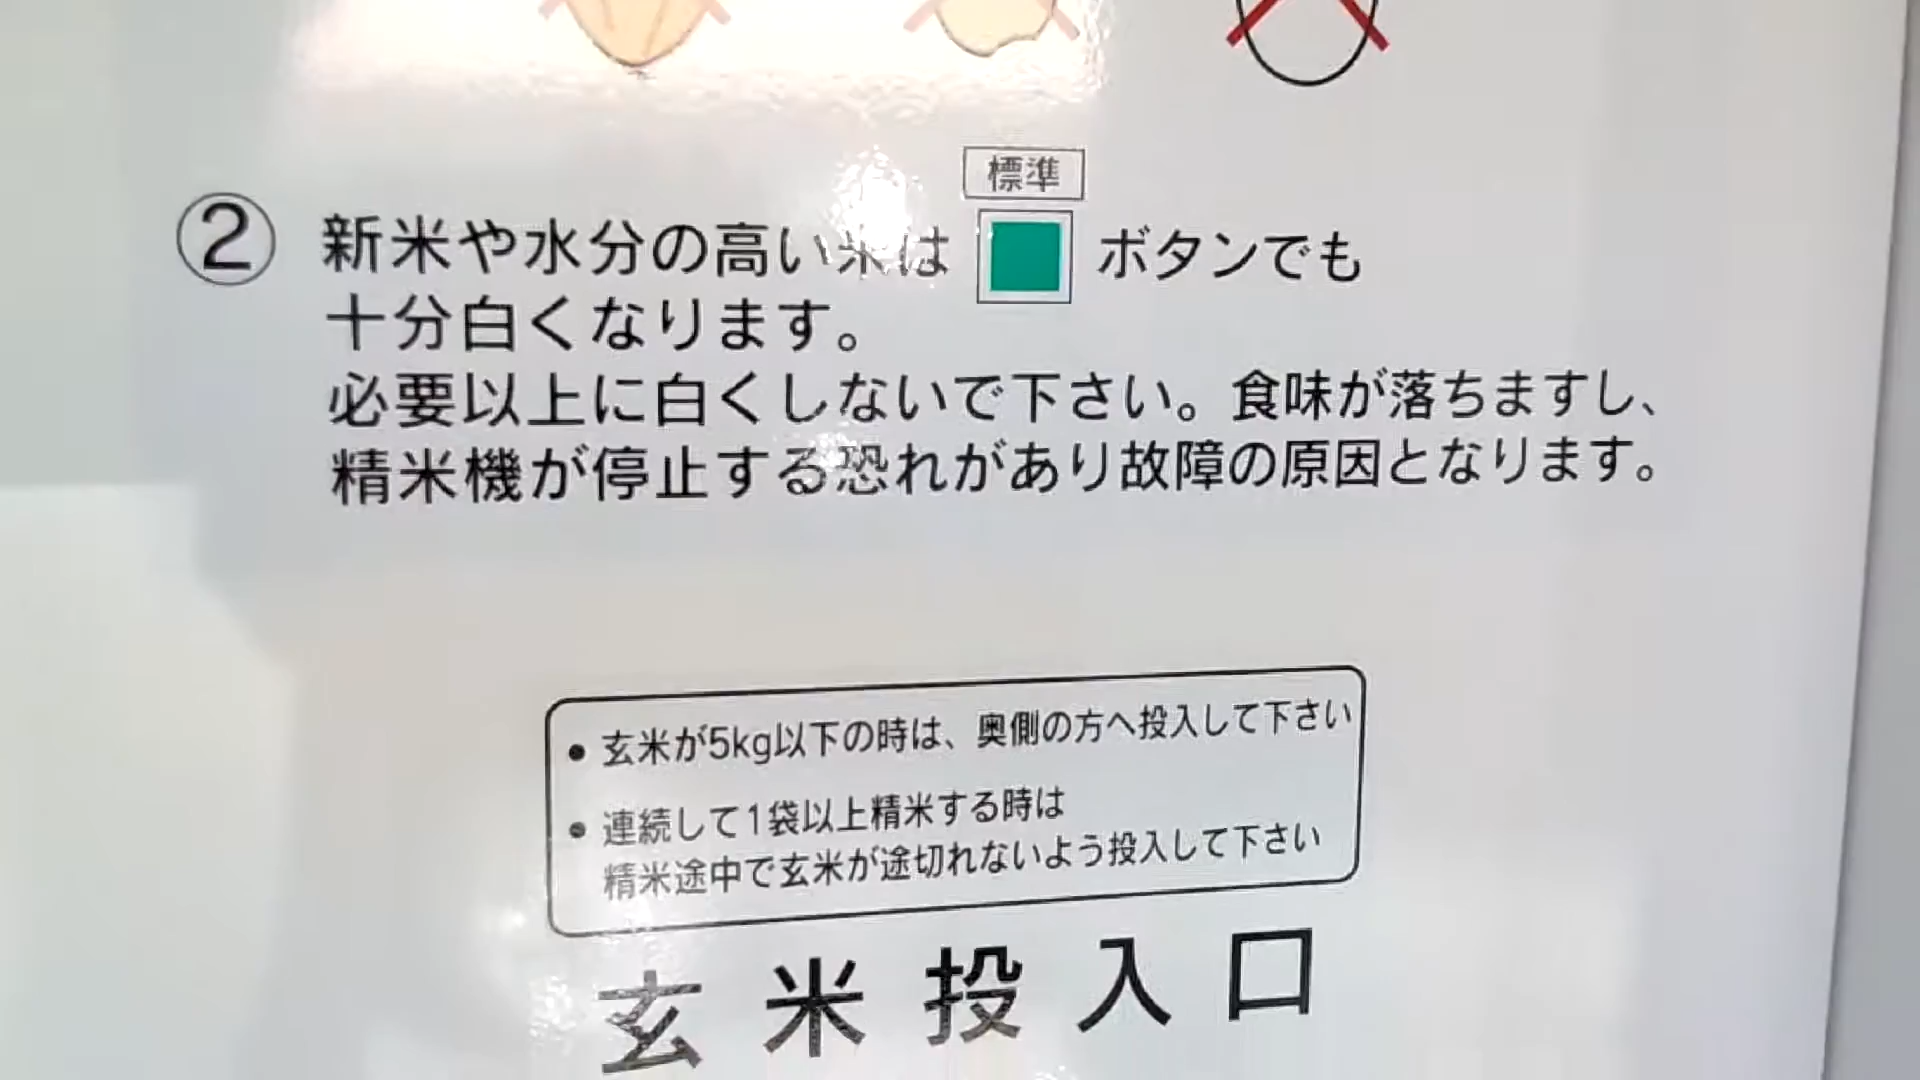 標準
② 新米や水分の高い米は ボタンでも
十分白くなります。
必要以上に白くしないで下さい。食味が落ちますし、
精米機が停止する恐れがあり故障の原因となります。
• 玄米が5kg以下の時は、奥側の方へ投入して下さい
• 連続して1袋以上精米する時は
精米途中で玄米が途切れないよう投入して下さい
玄米投入口